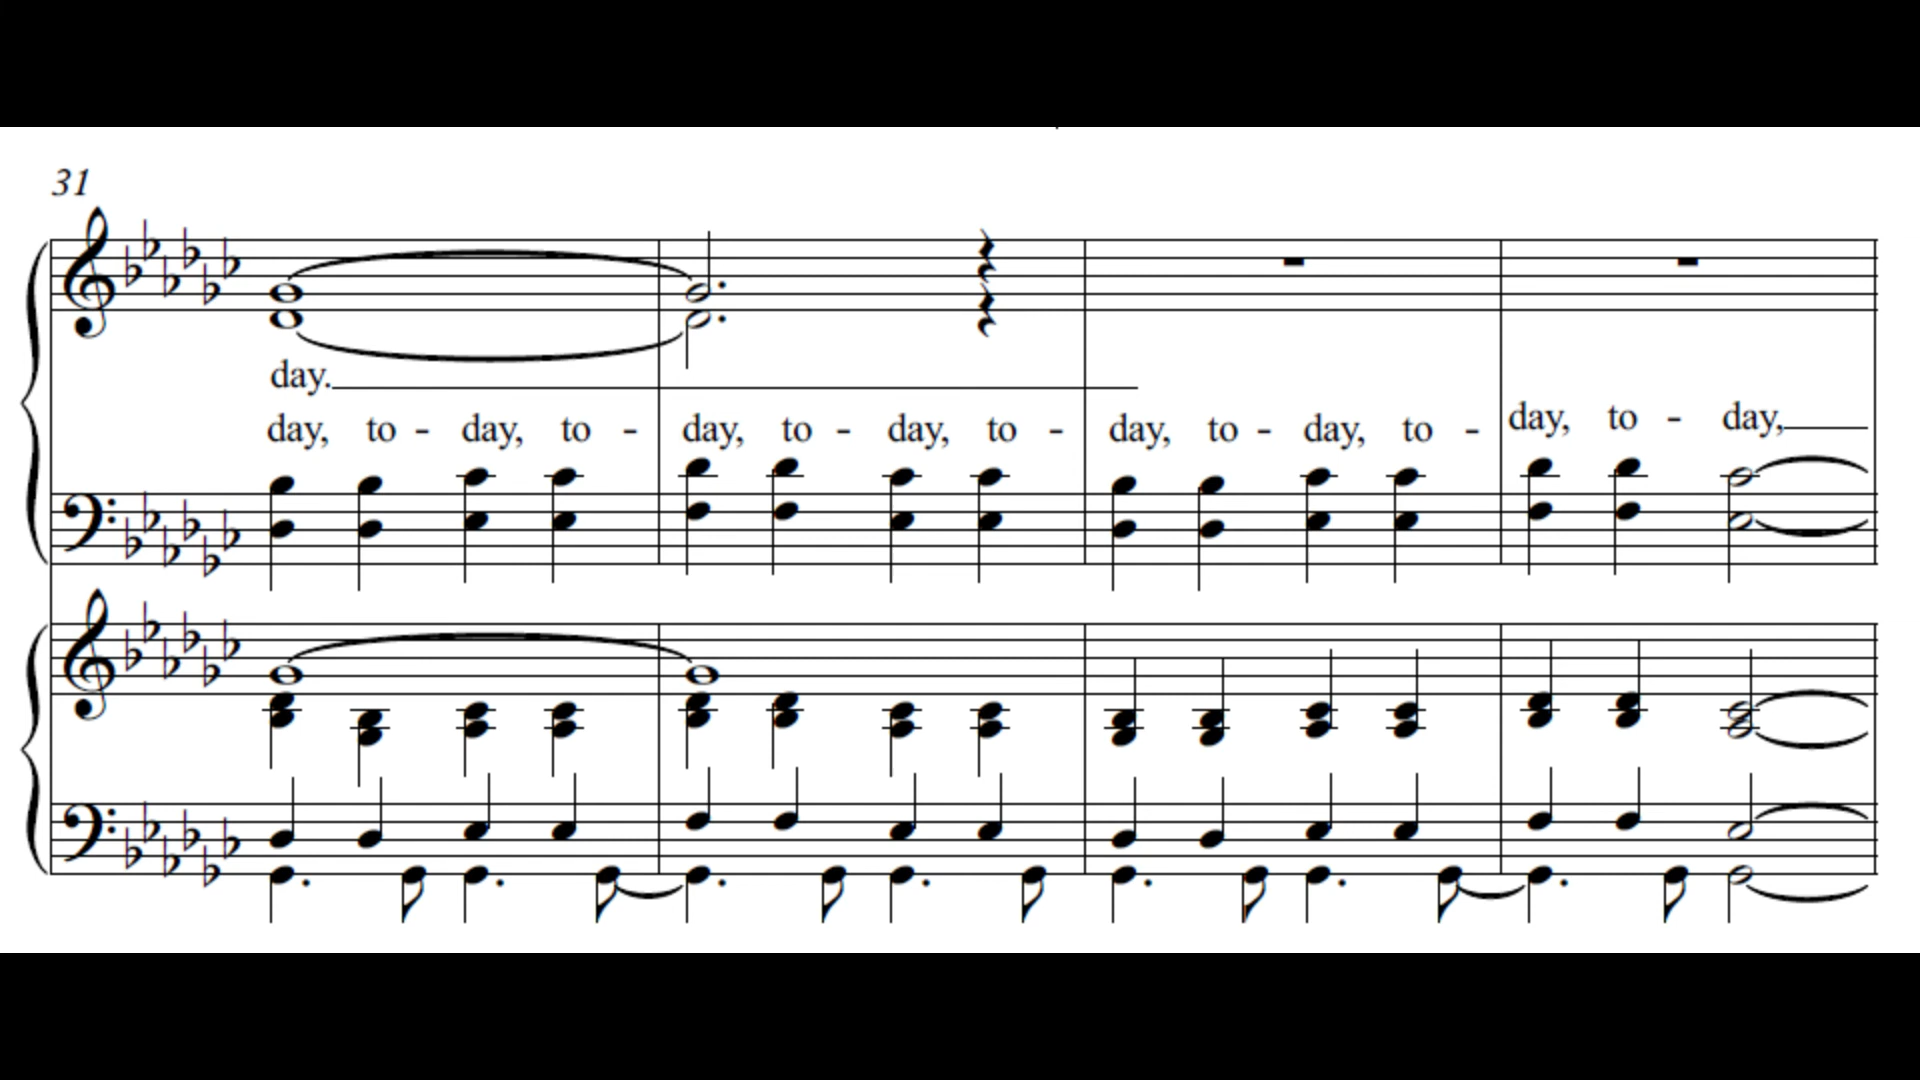 31
day.
day, to - day, to - day, to - day, to - day, to - day, to - day, to - day,